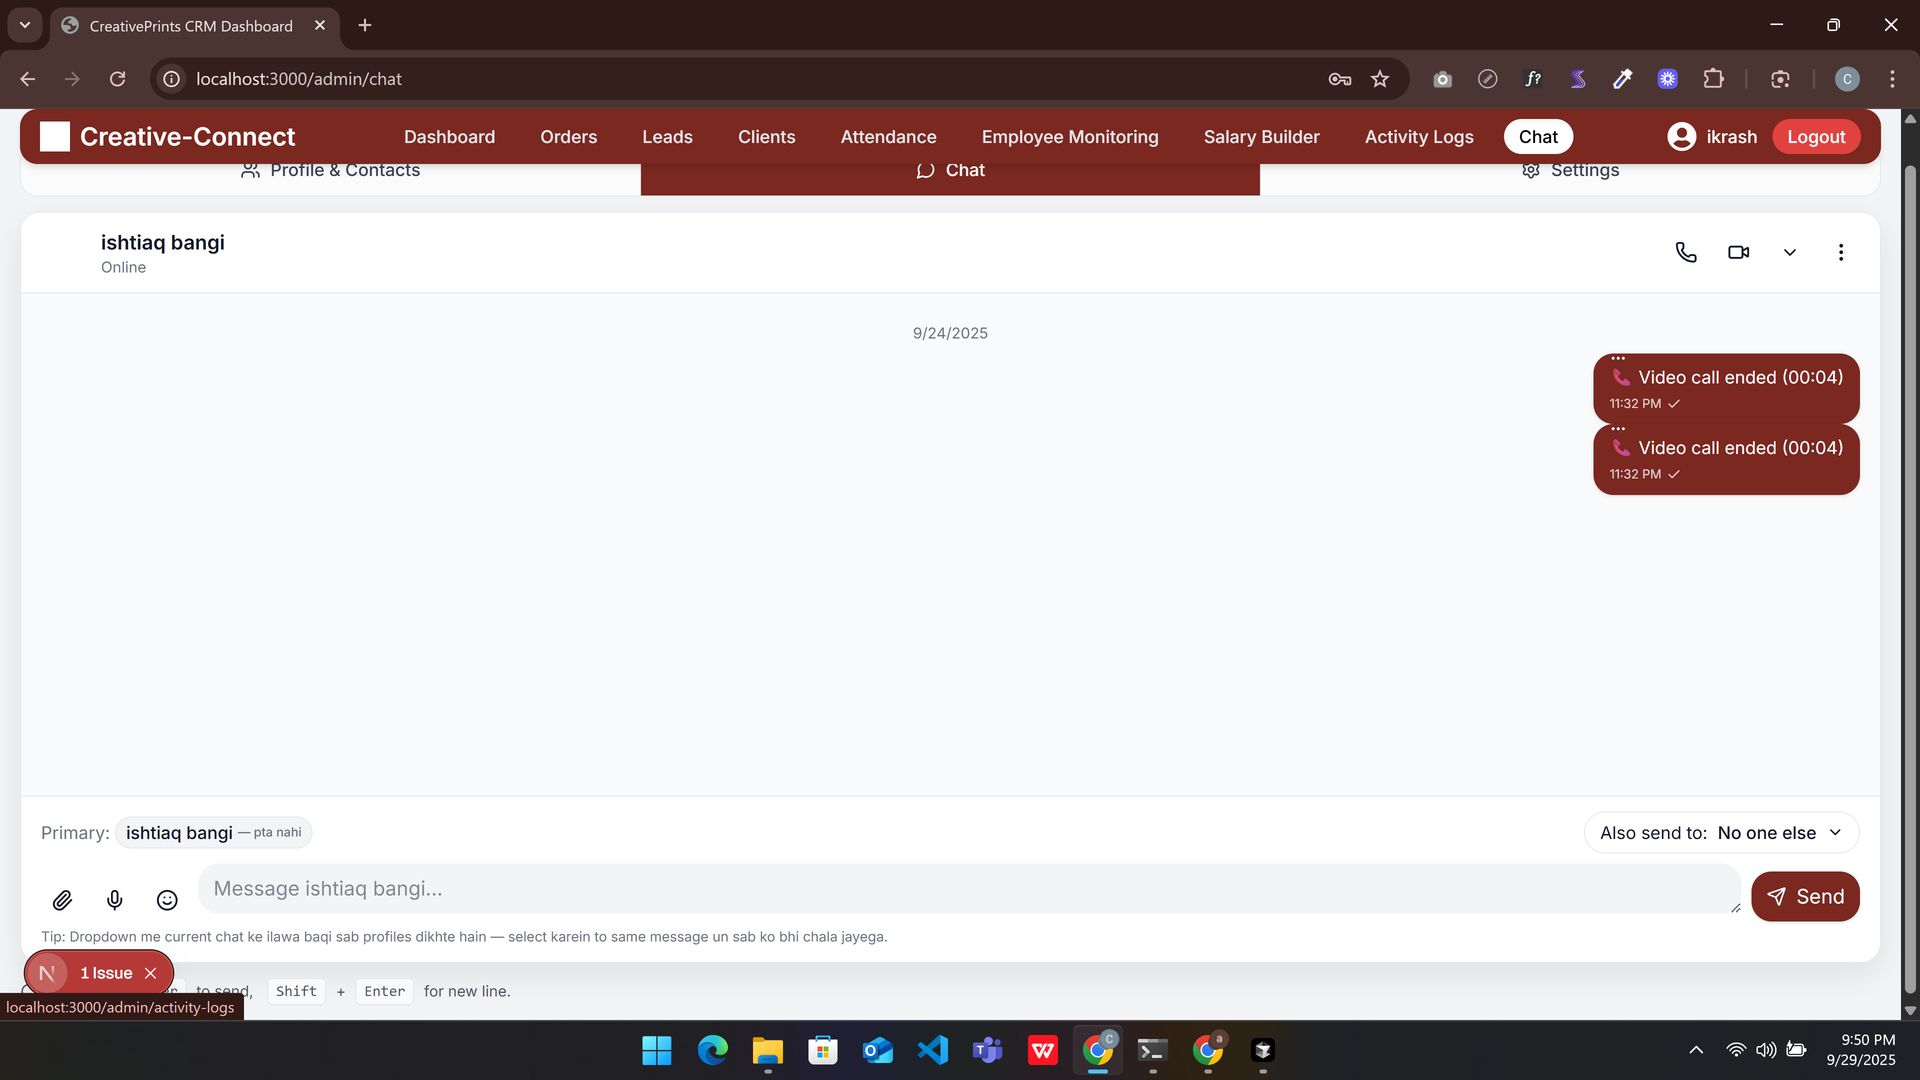 CreativePrints CRM Dashboard
localhost:3000/admin/chat
C
Creative-Connect
Dashboard
Orders
Leads
Clients
Attendance
Employee Monitoring
Salary Builder
Activity Logs
Chat
ikrash
Logout
Profile & Contacts
Chat
Settings
ishtiaq bangi
Online
9/24/2025
Video call ended (00:04)
11:32 PM
Video call ended (00:04)
11:32 PM
Primary: ishtiaq bangi — pta nahi
Also send to: No one else
Message ishtiaq bangi...
Send
Tip: Dropdown me current chat ke ilawa baqi sab profiles dikhte hain — select karein to same message un sab ko bhi chala jayega.
N 1 Issue
to send, Shift + Enter for new line.
localhost:3000/admin/activity-logs
9:50 PM
9/29/2025